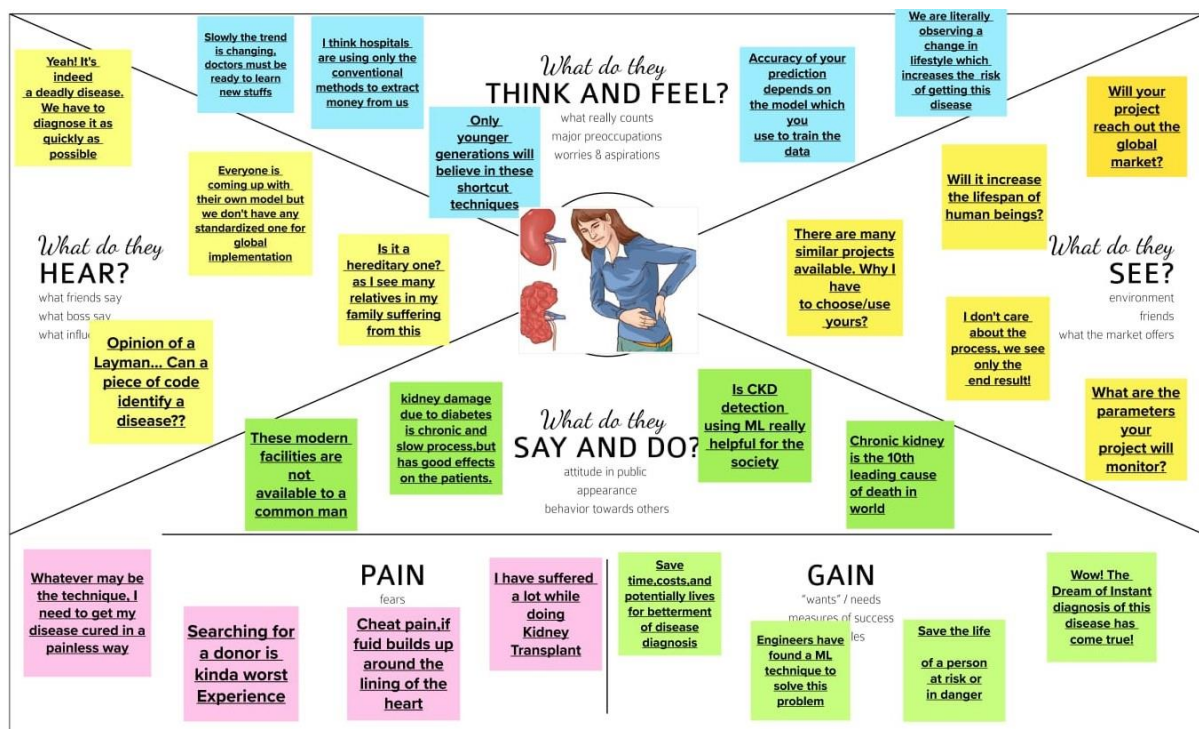 Yeah! It's
indeed
a deadly disease.
We have to
diagnose it as
quickly as
possible
Slowly the trend
is changing,
doctors must be
ready to learn
new stuffs
I think hospitals
are using only the
conventional
methods to extract
money from us
What do they
THINK AND FEEL?
what really counts
major preoccupations
worries & aspirations
Only
younger
generations will
believe in these
shortcut
techniques
Accuracy of your
prediction
depends on
the model which
you
use to train the
data
We are literally
observing a
change in
lifestyle which
increases the risk
of getting this
disease
Will your
project
reach out the
global
market?
Everyone is
coming up with
their own model but
we don't have any
standardized one for
global
implementation
Will it increase
the lifespan of
human beings?
What do they
HEAR?
what friends say
what boss say
what influ
Is it a
hereditary one?
as I see many
relatives in my
family suffering
from this
There are many
similar projects
available. Why I
have
to choose/use
yours?
What do they
SEE?
environment
friends
what the market offers
Opinion of a
Layman... Can a
piece of code
identify a
disease??
I don't care
about the
process, we see
only the
end result!
What are the
parameters
your
project will
monitor?
These modern
facilities are
not
available to a
common man
kidney damage
due to diabetes
is chronic and
slow process,but
has good effects
on the patients.
What do they
SAY AND DO?
attitude in public
appearance
behavior towards others
Is CKD
detection
using ML really
helpful for the
society
Chronic kidney
is the 10th
leading cause
of death in
world
Whatever may be
the technique, I
need to get my
disease cured in a
painless way
Searching for
a donor is
kinda worst
Experience
PAIN
fears
Cheat pain,if
fuid builds up
around the
lining of the
heart
I have suffered
a lot while
doing
Kidney
Transplant
Save
time,costs,and
potentially lives
for betterment
of disease
diagnosis
GAIN
"wants" / needs
measures of success
les
Engineers have
found a ML
technique to
solve this
problem
Save the life
of a person
at risk or
in danger
Wow! The
Dream of Instant
diagnosis of this
disease has
come true!